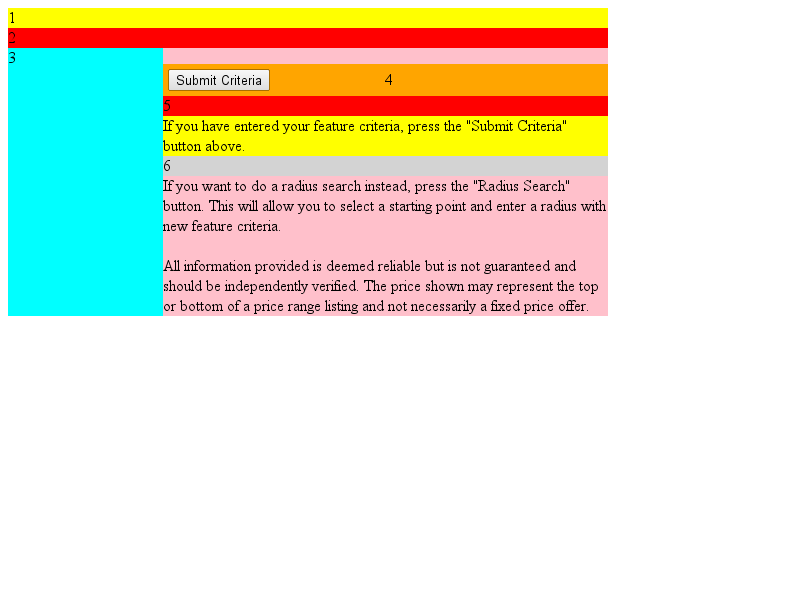 1
2
3
Submit Criteria 4
5
If you have entered your feature criteria, press the "Submit Criteria"
button above.
6
If you want to do a radius search instead, press the "Radius Search"
button. This will allow you to select a starting point and enter a radius with
new feature criteria.
All information provided is deemed reliable but is not guaranteed and
should be independently verified. The price shown may represent the top
or bottom of a price range listing and not necessarily a fixed price offer.